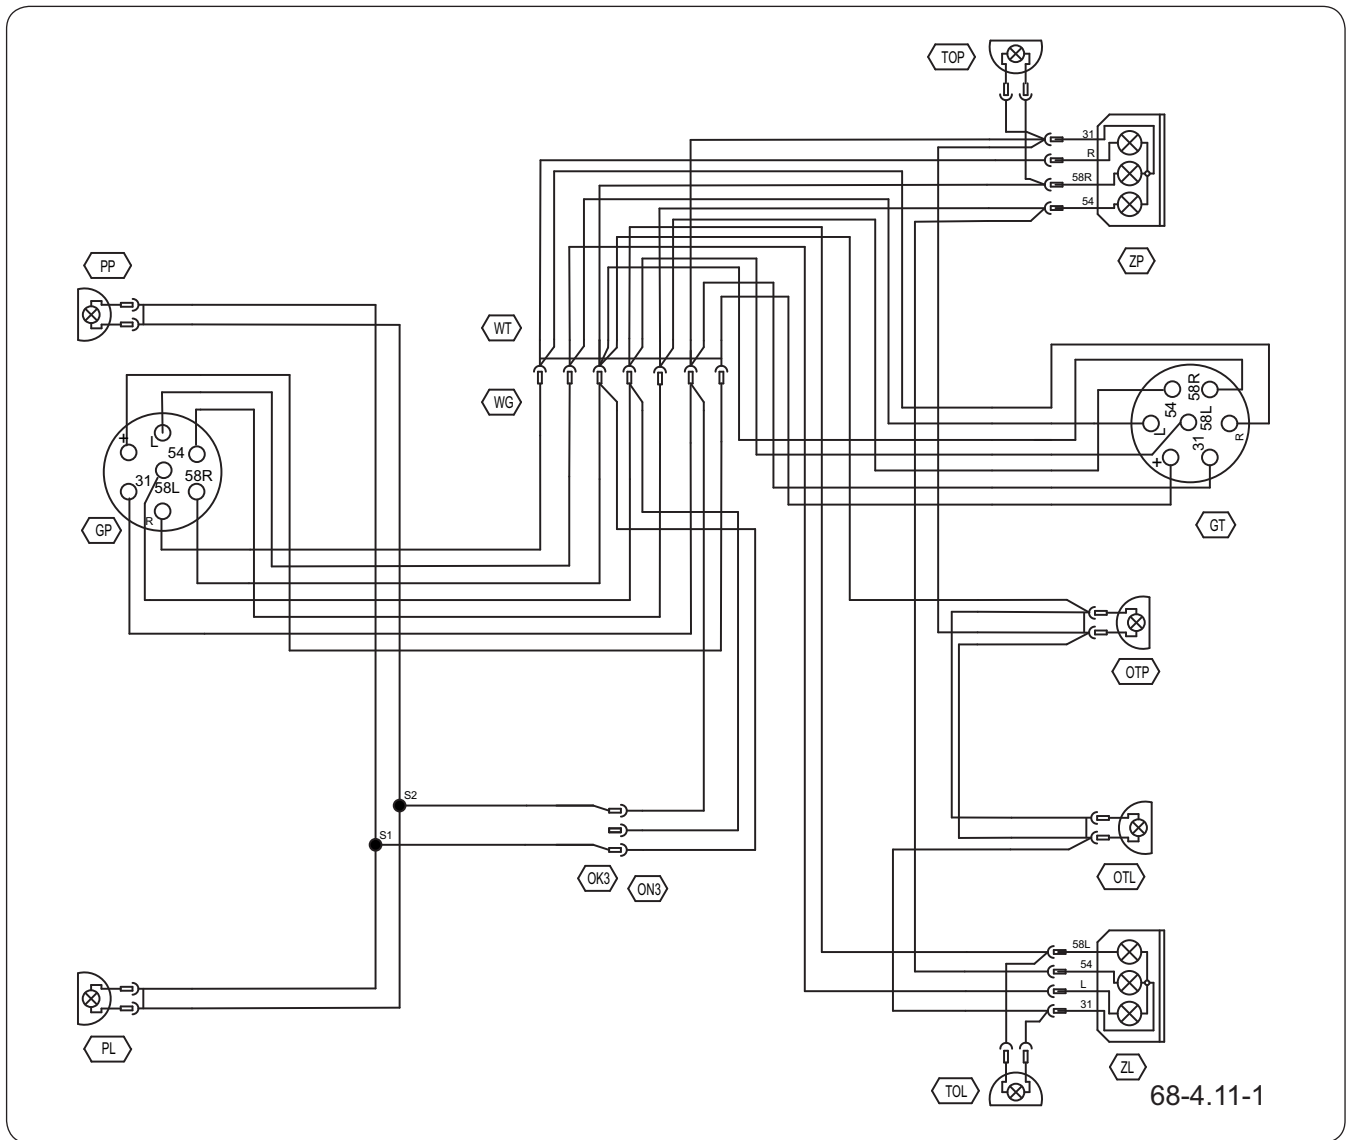 TOP
31
R
58R
54
ZP
PP
WT
WG
+
L
54
31
58L
58R
R
GP
58R
54
58L
L
31
R
+
GT
OTP
S2
S1
OK3
ON3
OTL
58L
54
L
31
PL
ZL
TOL
68-4.11-1